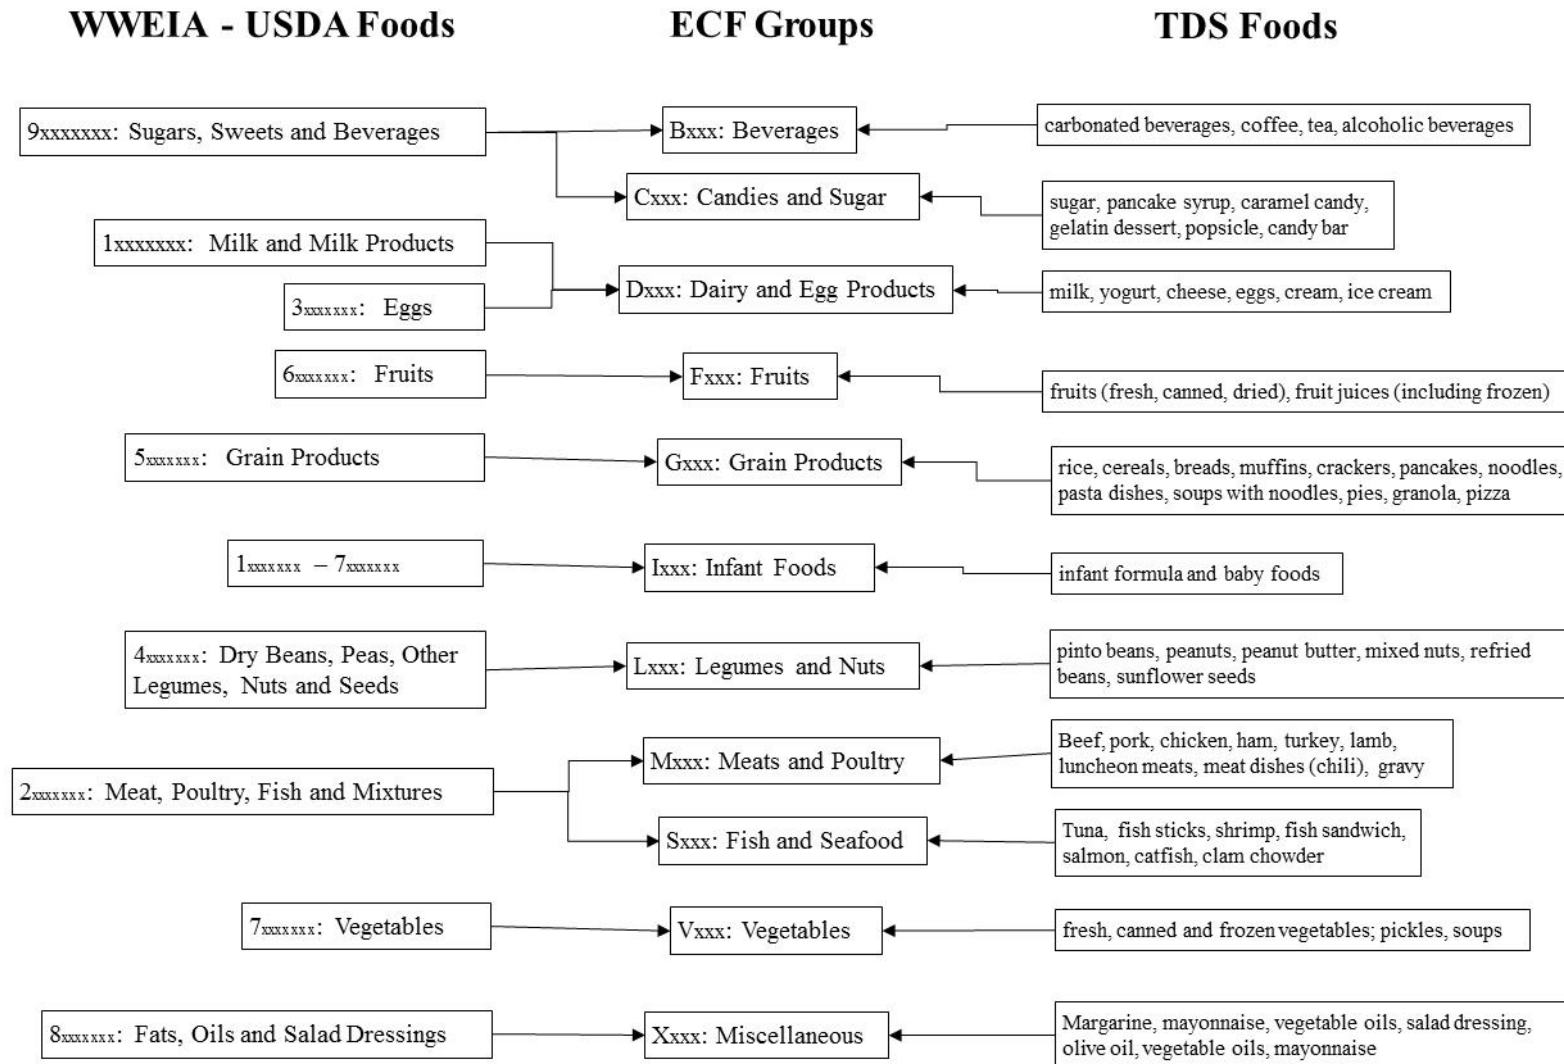 WWEIA - USDA Foods
ECF Groups
TDS Foods
9xxxxxxx: Sugars, Sweets and Beverages
Bxxx: Beverages
carbonated beverages, coffee, tea, alcoholic beverages
Cxxx: Candies and Sugar
sugar, pancake syrup, caramel candy,
gelatin dessert, popsicle, candy bar
1xxxxxxx: Milk and Milk Products
3xxxxxxx: Eggs
Dxxx: Dairy and Egg Products
milk, yogurt, cheese, eggs, cream, ice cream
6xxxxxxx: Fruits
Fxxx: Fruits
fruits (fresh, canned, dried), fruit juices (including frozen)
5xxxxxxx: Grain Products
Gxxx: Grain Products
rice, cereals, breads, muffins, crackers, pancakes, noodles,
pasta dishes, soups with noodles, pies, granola, pizza
1xxxxxxx – 7xxxxxxx
Ixxx: Infant Foods
infant formula and baby foods
4xxxxxxx: Dry Beans, Peas, Other
Legumes, Nuts and Seeds
Lxxx: Legumes and Nuts
pinto beans, peanuts, peanut butter, mixed nuts, refried
beans, sunflower seeds
2xxxxxxx: Meat, Poultry, Fish and Mixtures
Mxxx: Meats and Poultry
Beef, pork, chicken, ham, turkey, lamb,
luncheon meats, meat dishes (chili), gravy
Sxxx: Fish and Seafood
Tuna, fish sticks, shrimp, fish sandwich,
salmon, catfish, clam chowder
7xxxxxxx: Vegetables
Vxxx: Vegetables
fresh, canned and frozen vegetables; pickles, soups
8xxxxxxx: Fats, Oils and Salad Dressings
Xxxx: Miscellaneous
Margarine, mayonnaise, vegetable oils, salad dressing,
olive oil, vegetable oils, mayonnaise